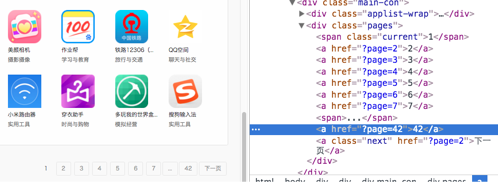 美颜相机
作业帮
铁路12306（...
QQ空间
摄影摄像
学习与教育
旅行与交通
聊天与社交
100
中国铁路
小米路由器
穿衣助手
多玩我的世界盒...
搜狗输入法
实用工具
时尚与购物
模拟经营
实用工具
1 2 3 4 5 6 7 ... 42 下一页
<div class="main-con">
<div class="applist-wrap">…</div>
<div class="pages">
<span class="current">1</span>
<a href="?page=2">2</a>
<a href="?page=3">3</a>
<a href="?page=4">4</a>
<a href="?page=5">5</a>
<a href="?page=6">6</a>
<a href="?page=7">7</a>
<span>...</span>
<a href="?page=42">42</a>
<a class="next" href="?page=2">下一
页</a>
</div>
</div>
html body div div div.main-con div.pages a